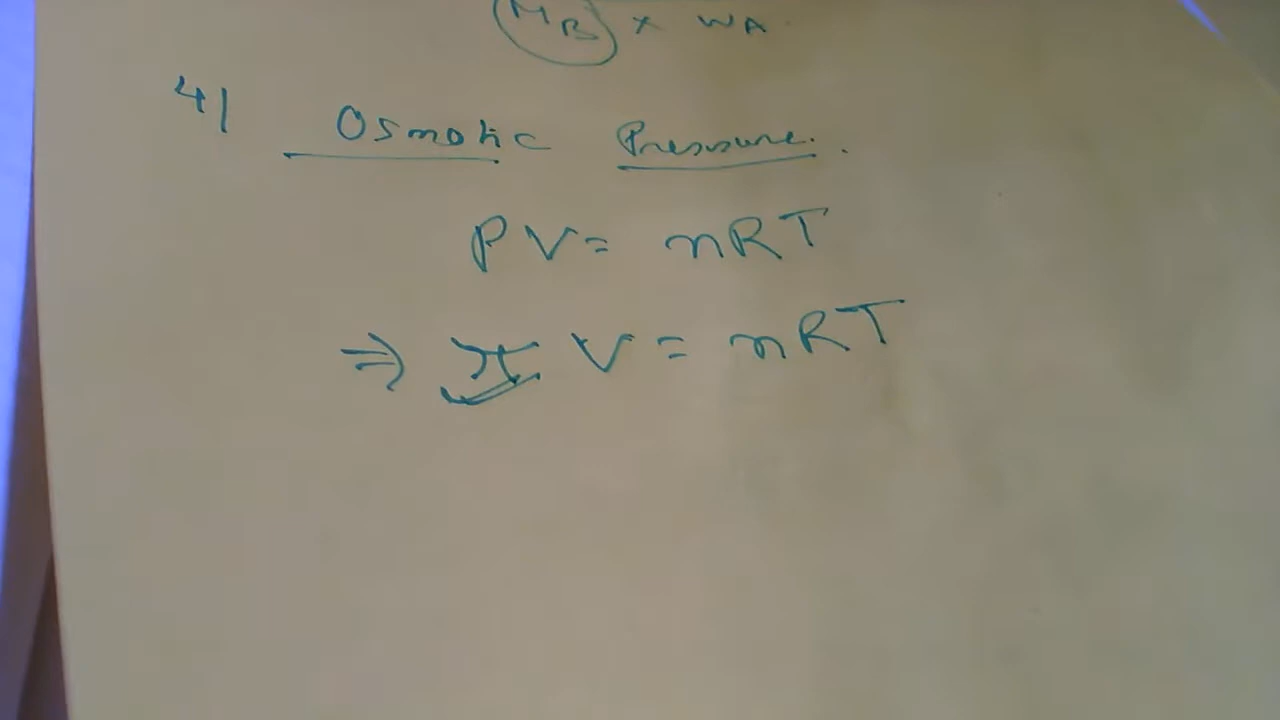 MB × WA
4) Osmotic Pressure.
PV = nRT
⇒ π V = nRT